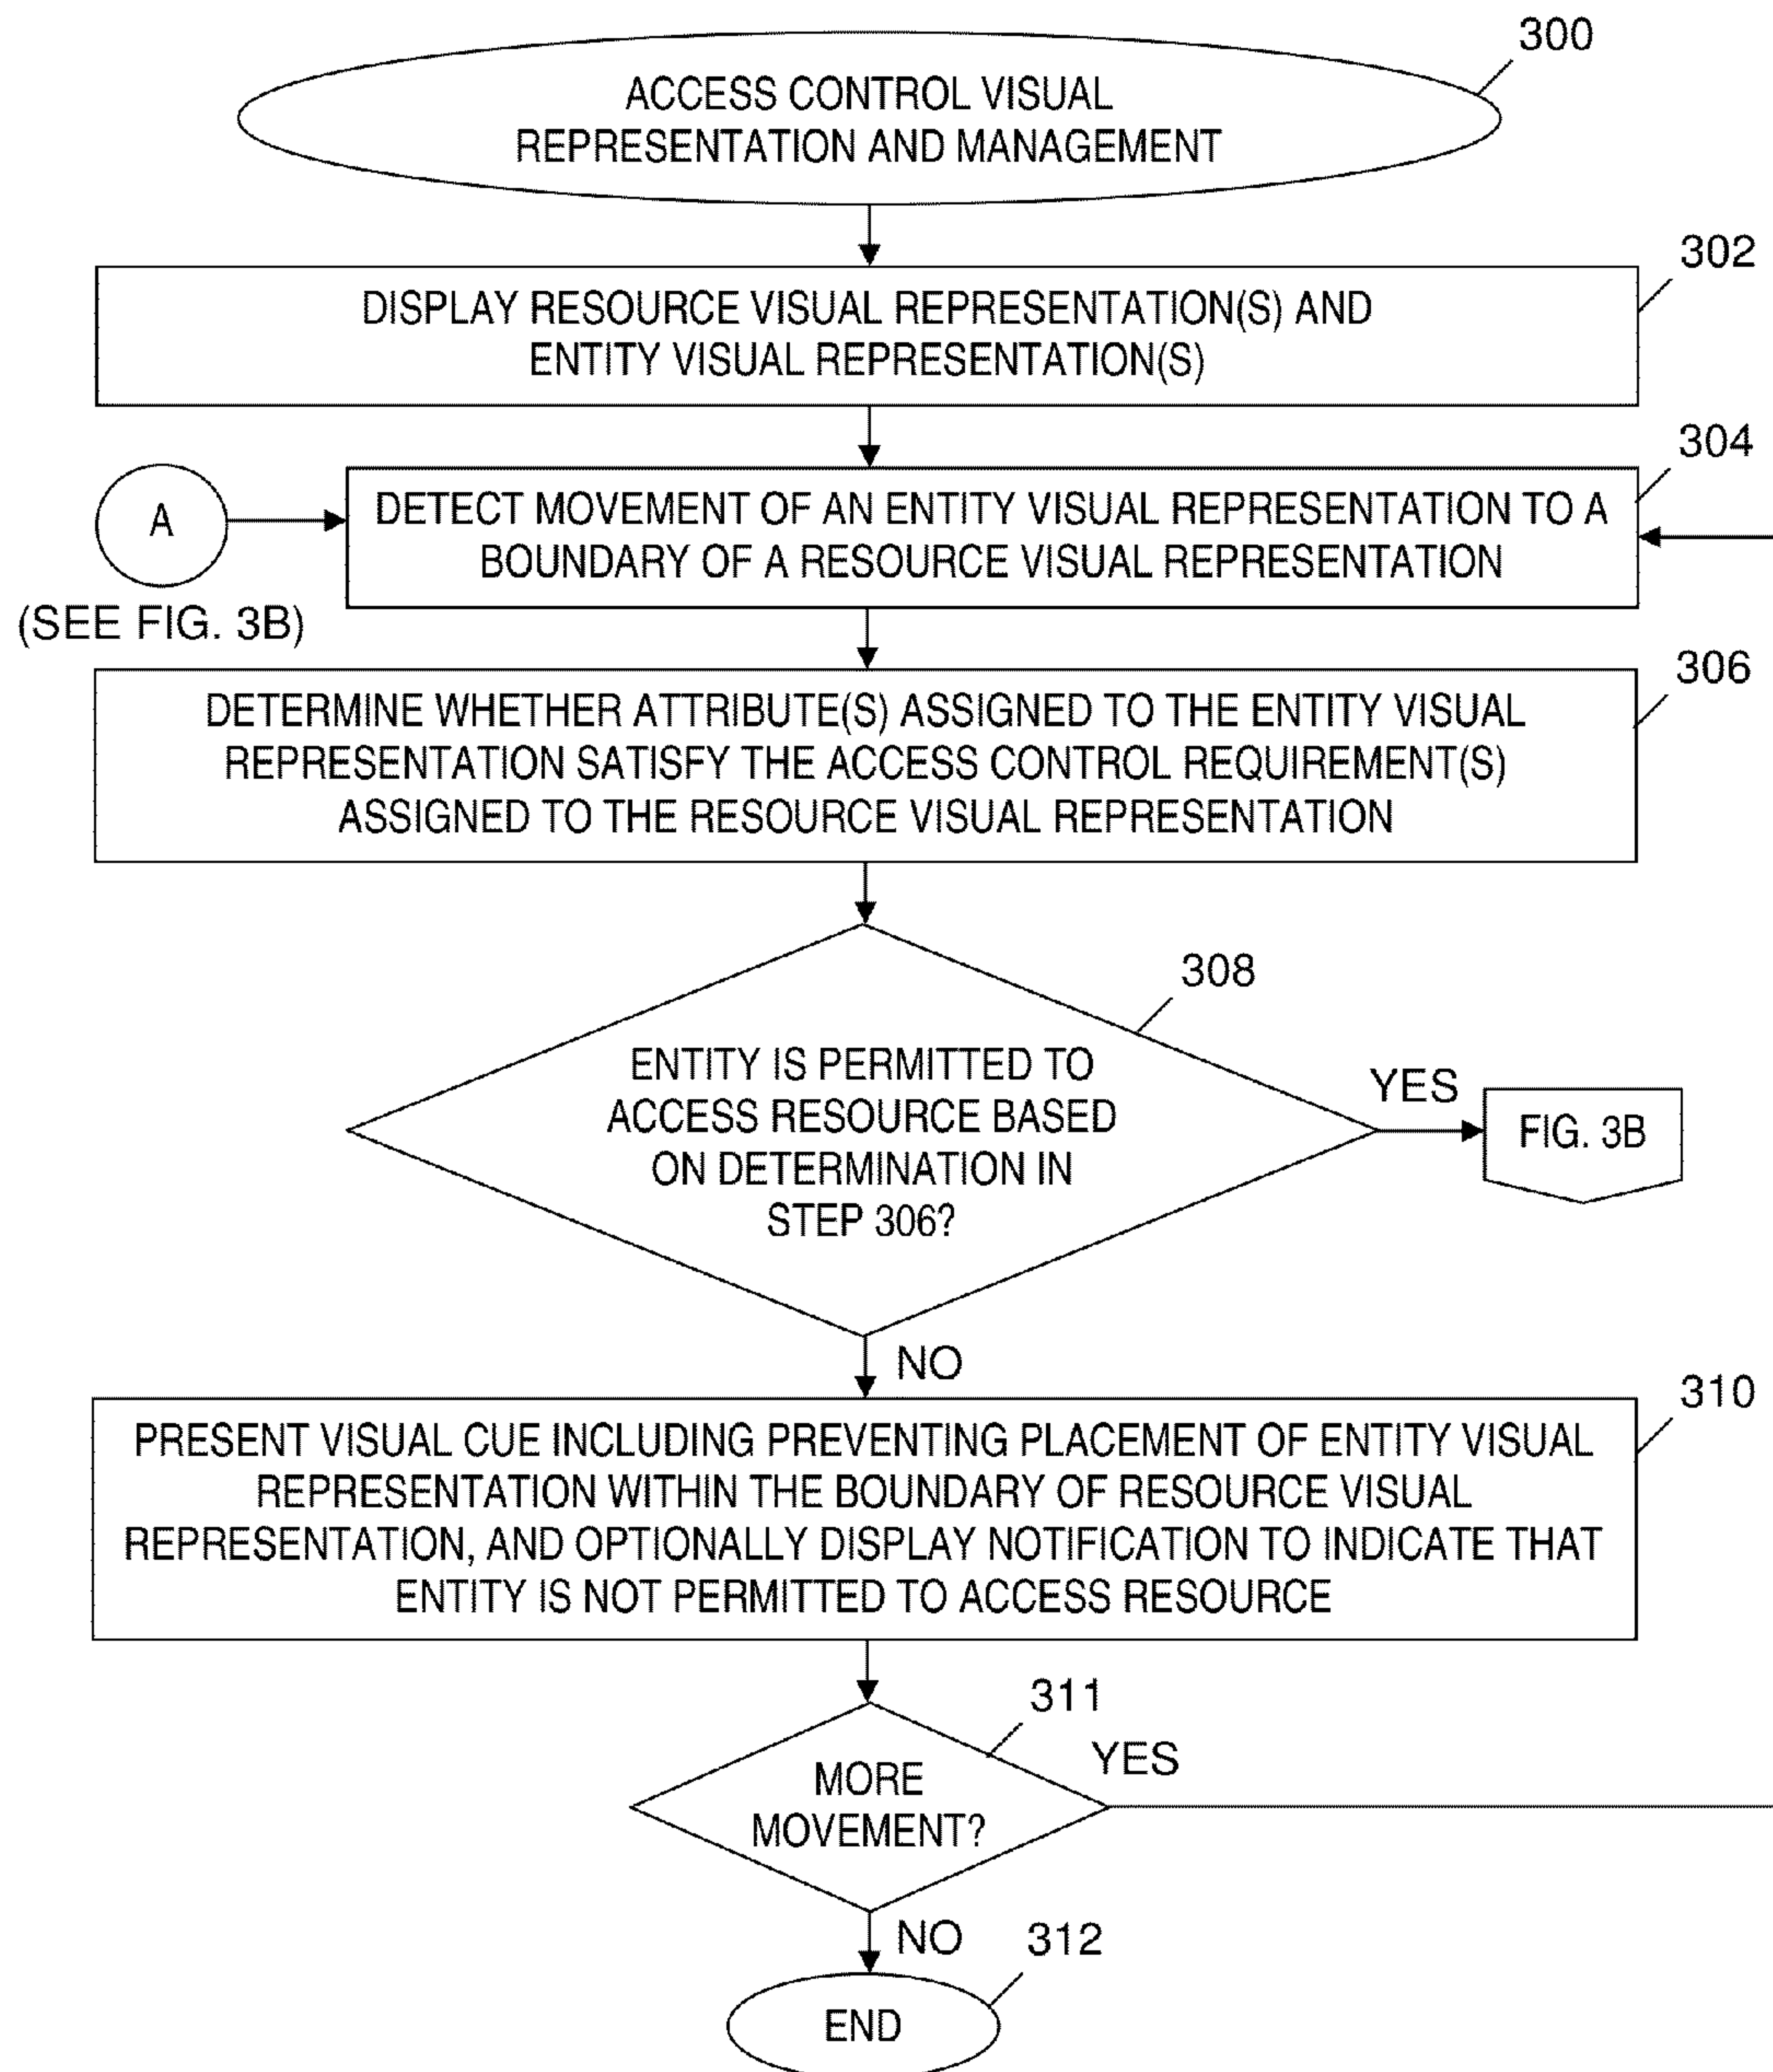 300
ACCESS CONTROL VISUAL
REPRESENTATION AND MANAGEMENT
302
DISPLAY RESOURCE VISUAL REPRESENTATION(S) AND
ENTITY VISUAL REPRESENTATION(S)
304
A
(SEE FIG. 3B)
DETECT MOVEMENT OF AN ENTITY VISUAL REPRESENTATION TO A
BOUNDARY OF A RESOURCE VISUAL REPRESENTATION
306
DETERMINE WHETHER ATTRIBUTE(S) ASSIGNED TO THE ENTITY VISUAL
REPRESENTATION SATISFY THE ACCESS CONTROL REQUIREMENT(S)
ASSIGNED TO THE RESOURCE VISUAL REPRESENTATION
308
ENTITY IS PERMITTED TO
ACCESS RESOURCE BASED
ON DETERMINATION IN
STEP 306?
YES
FIG. 3B
NO
310
PRESENT VISUAL CUE INCLUDING PREVENTING PLACEMENT OF ENTITY VISUAL
REPRESENTATION WITHIN THE BOUNDARY OF RESOURCE VISUAL
REPRESENTATION, AND OPTIONALLY DISPLAY NOTIFICATION TO INDICATE THAT
ENTITY IS NOT PERMITTED TO ACCESS RESOURCE
311
MORE
MOVEMENT?
YES
NO
312
END